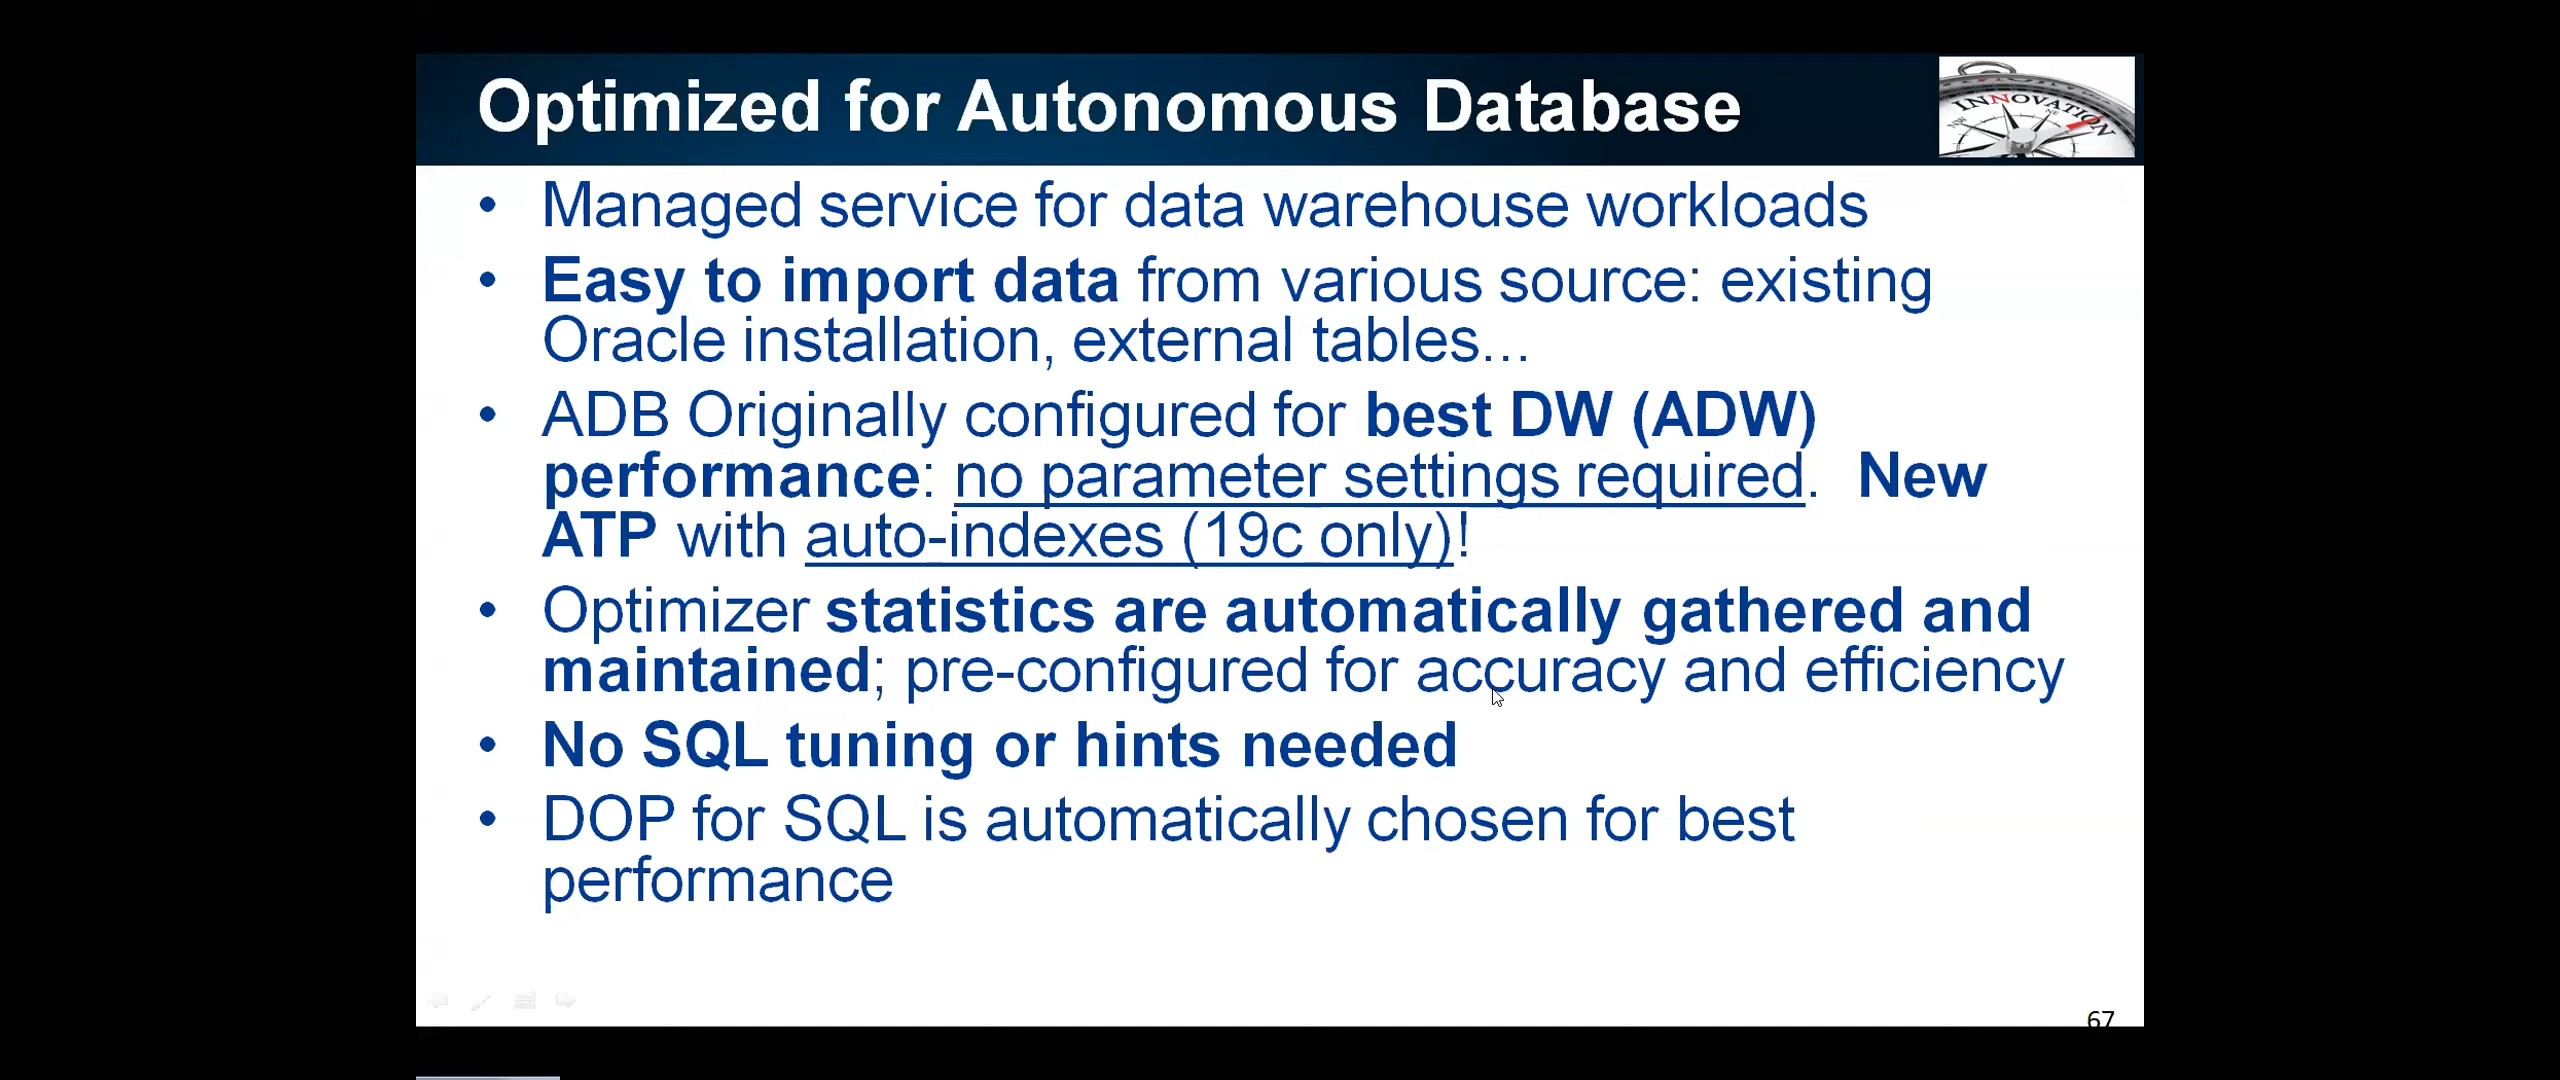 Optimized for Autonomous Database
INNOVATION
• Managed service for data warehouse workloads
• Easy to import data from various source: existing
Oracle installation, external tables...
• ADB Originally configured for best DW (ADW)
performance: no parameter settings required. New
ATP with auto-indexes (19c only)!
• Optimizer statistics are automatically gathered and
maintained; pre-configured for accuracy and efficiency
• No SQL tuning or hints needed
• DOP for SQL is automatically chosen for best
performance
67